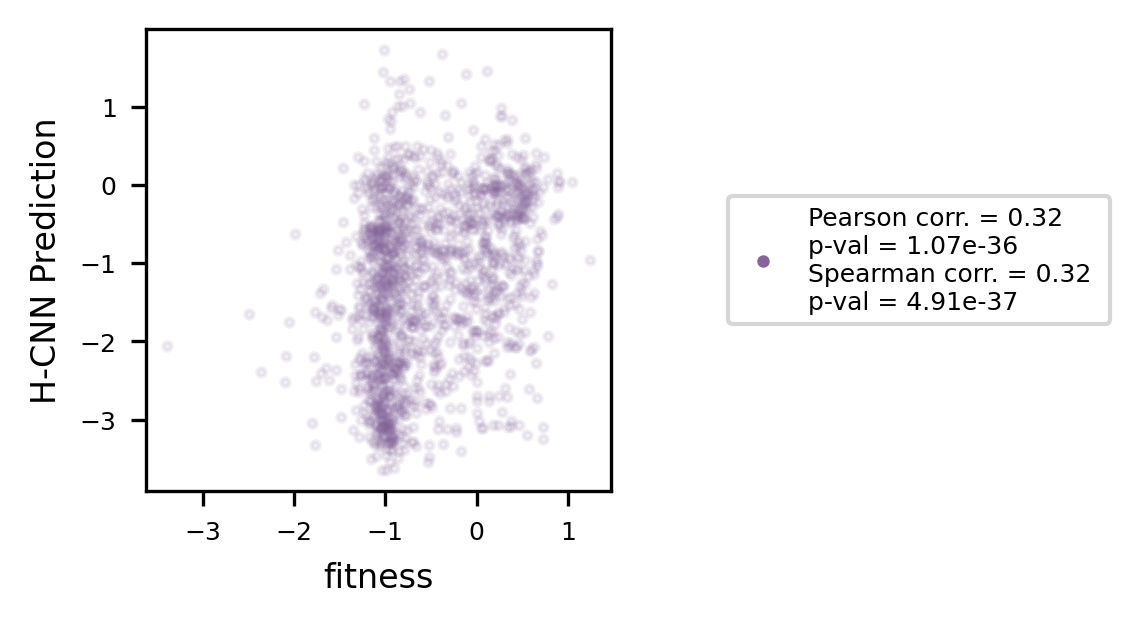 H-CNN Prediction
1
0
−1
−2
−3
−3
−2
−1
0
1
fitness
Pearson corr. = 0.32
p-val = 1.07e-36
Spearman corr. = 0.32
p-val = 4.91e-37